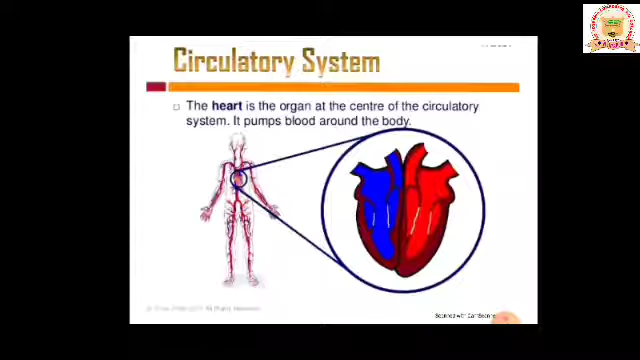 Circulatory System
The heart is the organ at the centre of the circulatory
system. It pumps blood around the body.
Scanned with CamScanne